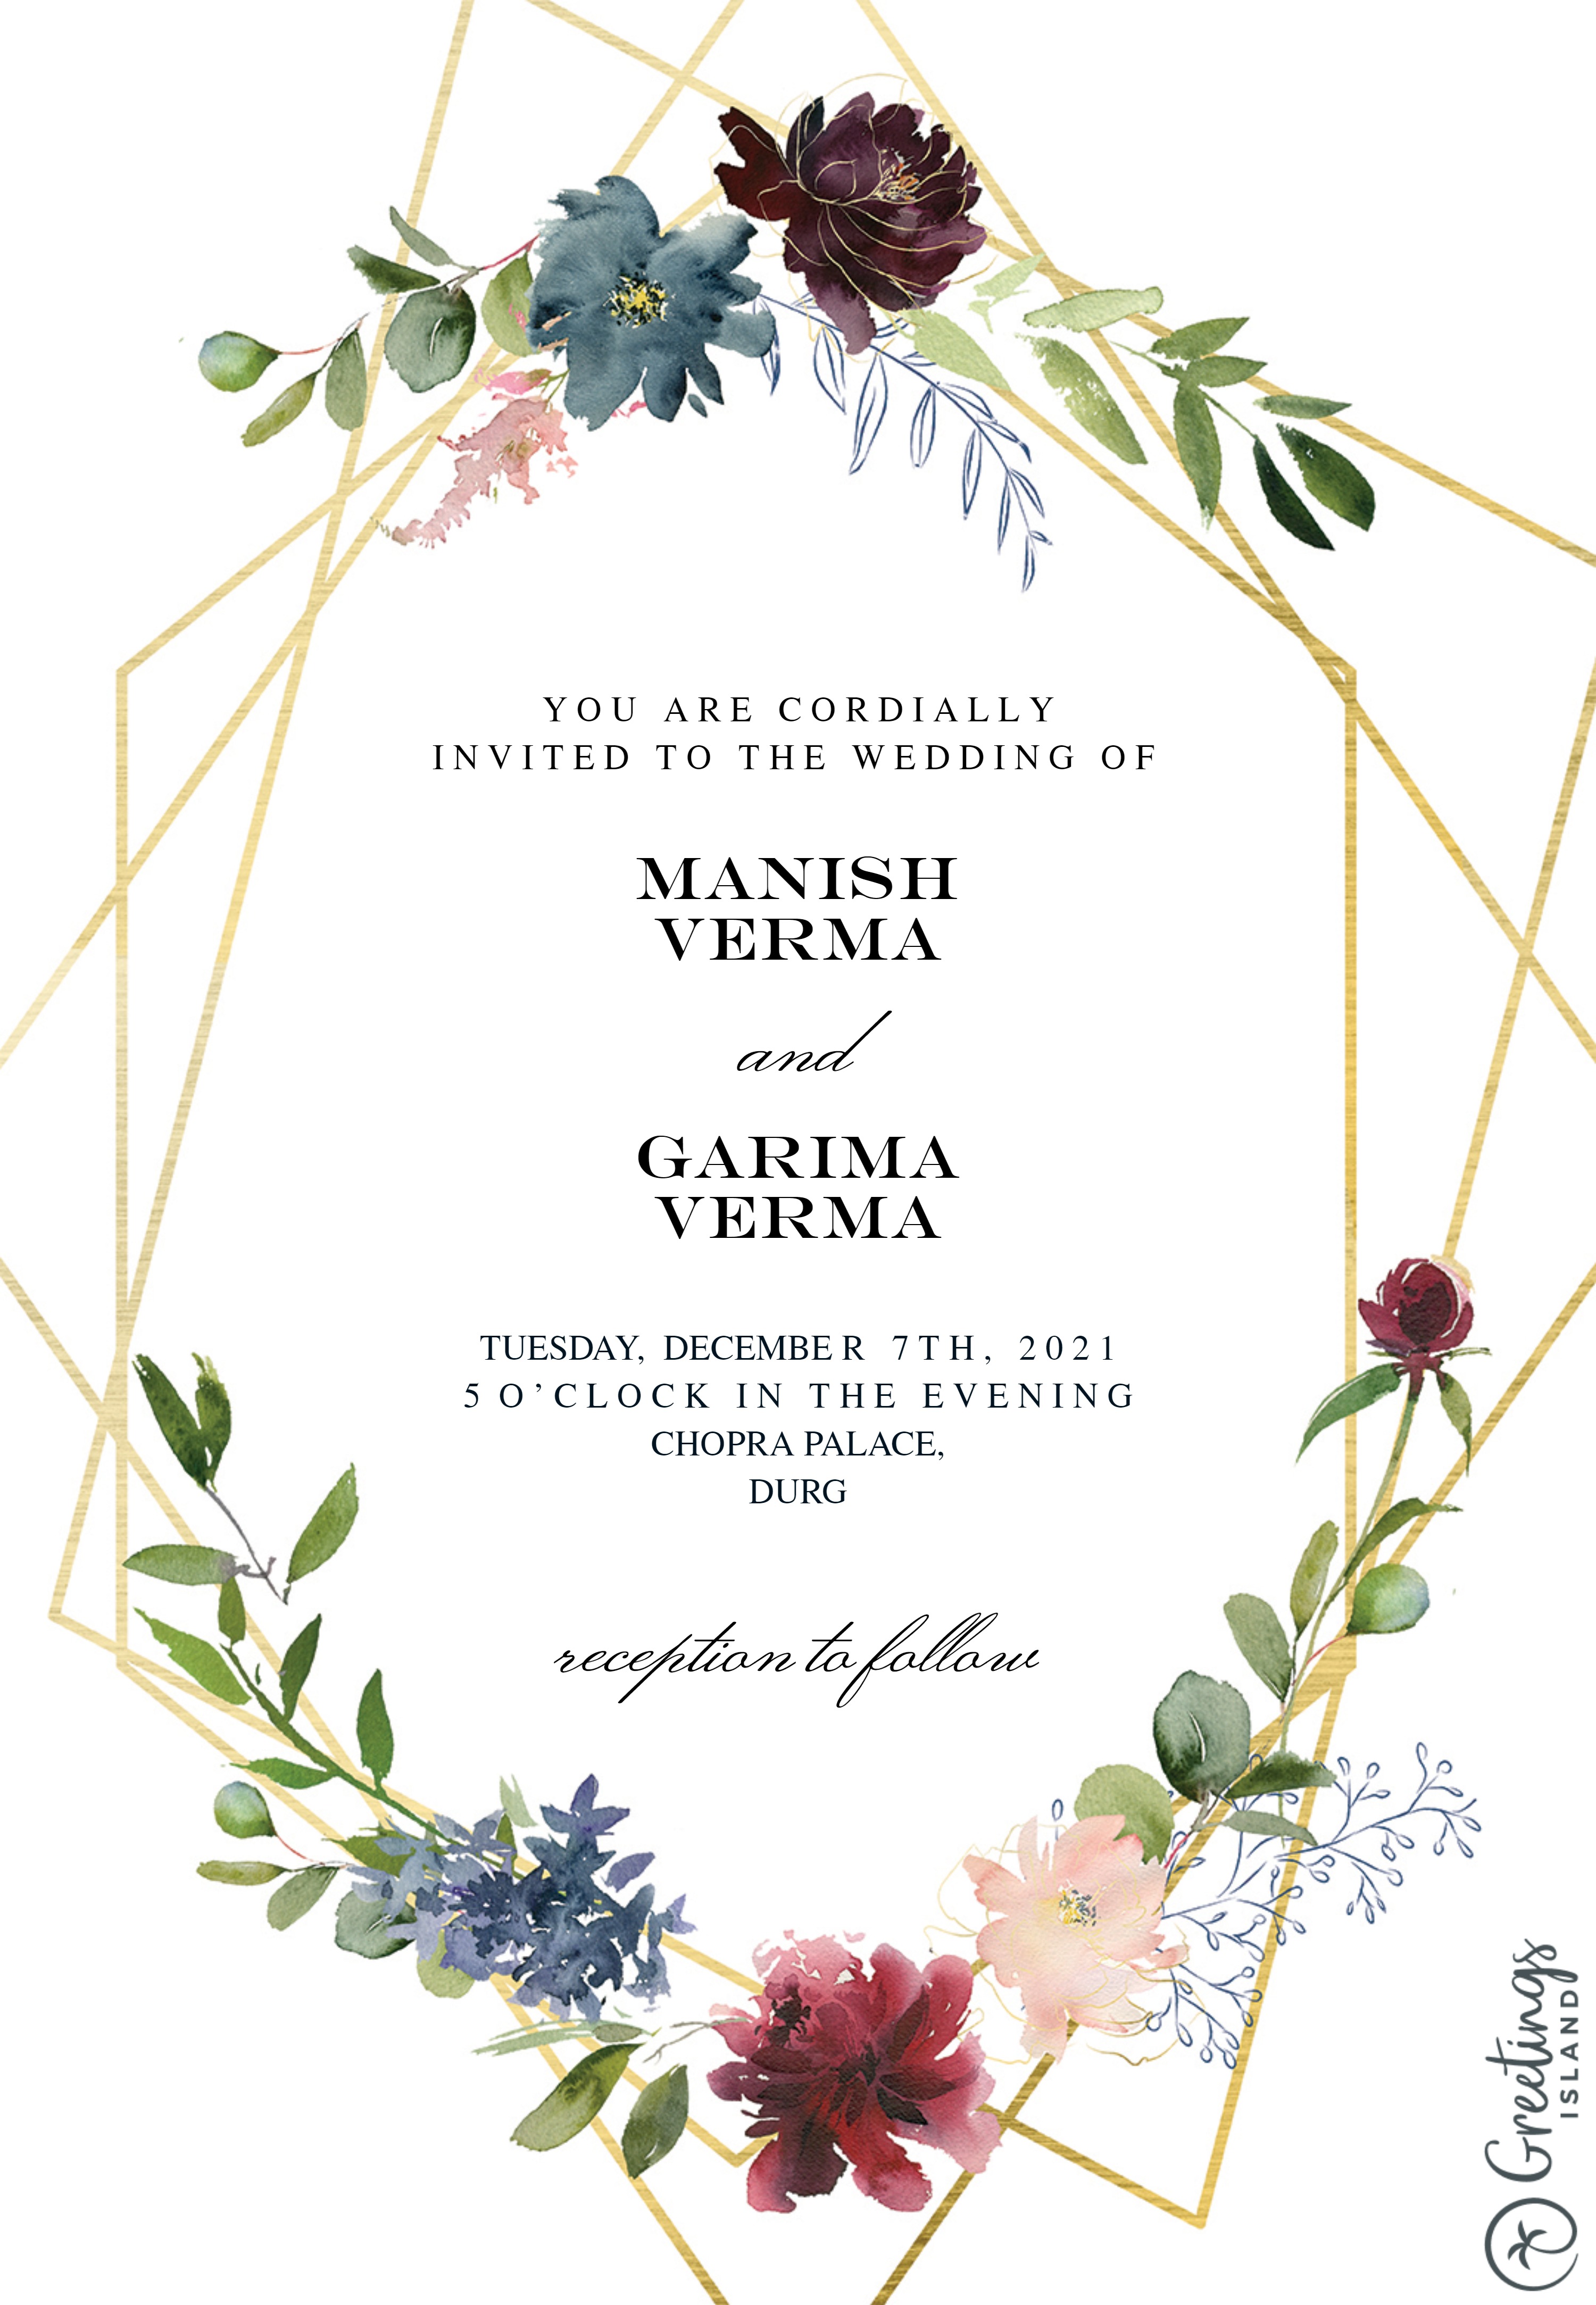 YOU ARE CORDIALLY
INVITED TO THE WEDDING OF
MANISH
VERMA
and
GARIMA
VERMA
TUESDAY, DECEMBER 7TH, 2021
5 O’CLOCK IN THE EVENING
CHOPRA PALACE,
DURG
reception to follow
Greetings
ISLAND